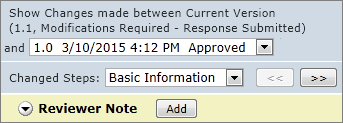 Show Changes made between Current Version
(1.1, Modifications Required - Response Submitted)
and 1.0 3/10/2015 4:12 PM Approved
Changed Steps: Basic Information << >>
Reviewer Note Add